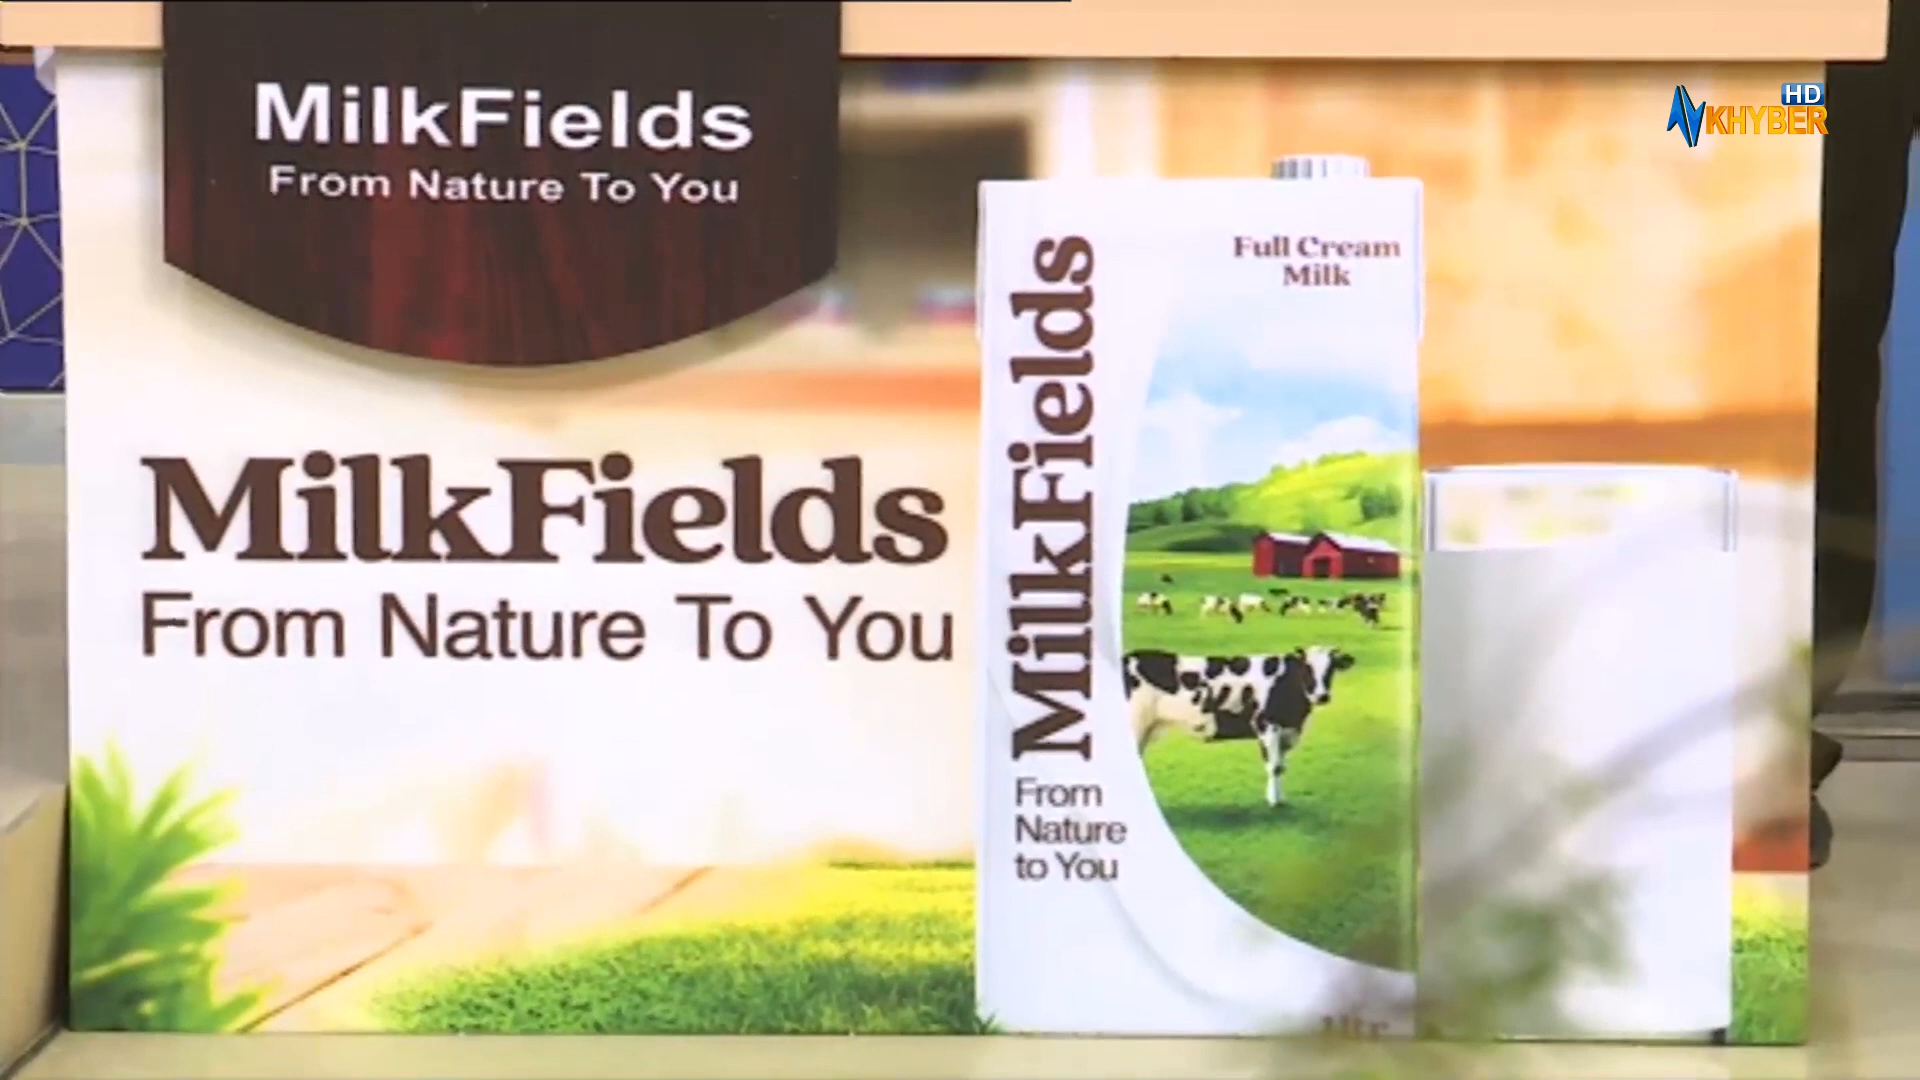 MilkFields
From Nature To You
HD
KHYBER
MilkFields
From Nature To You
Full Cream
Milk
MilkFields
From
Nature
to You